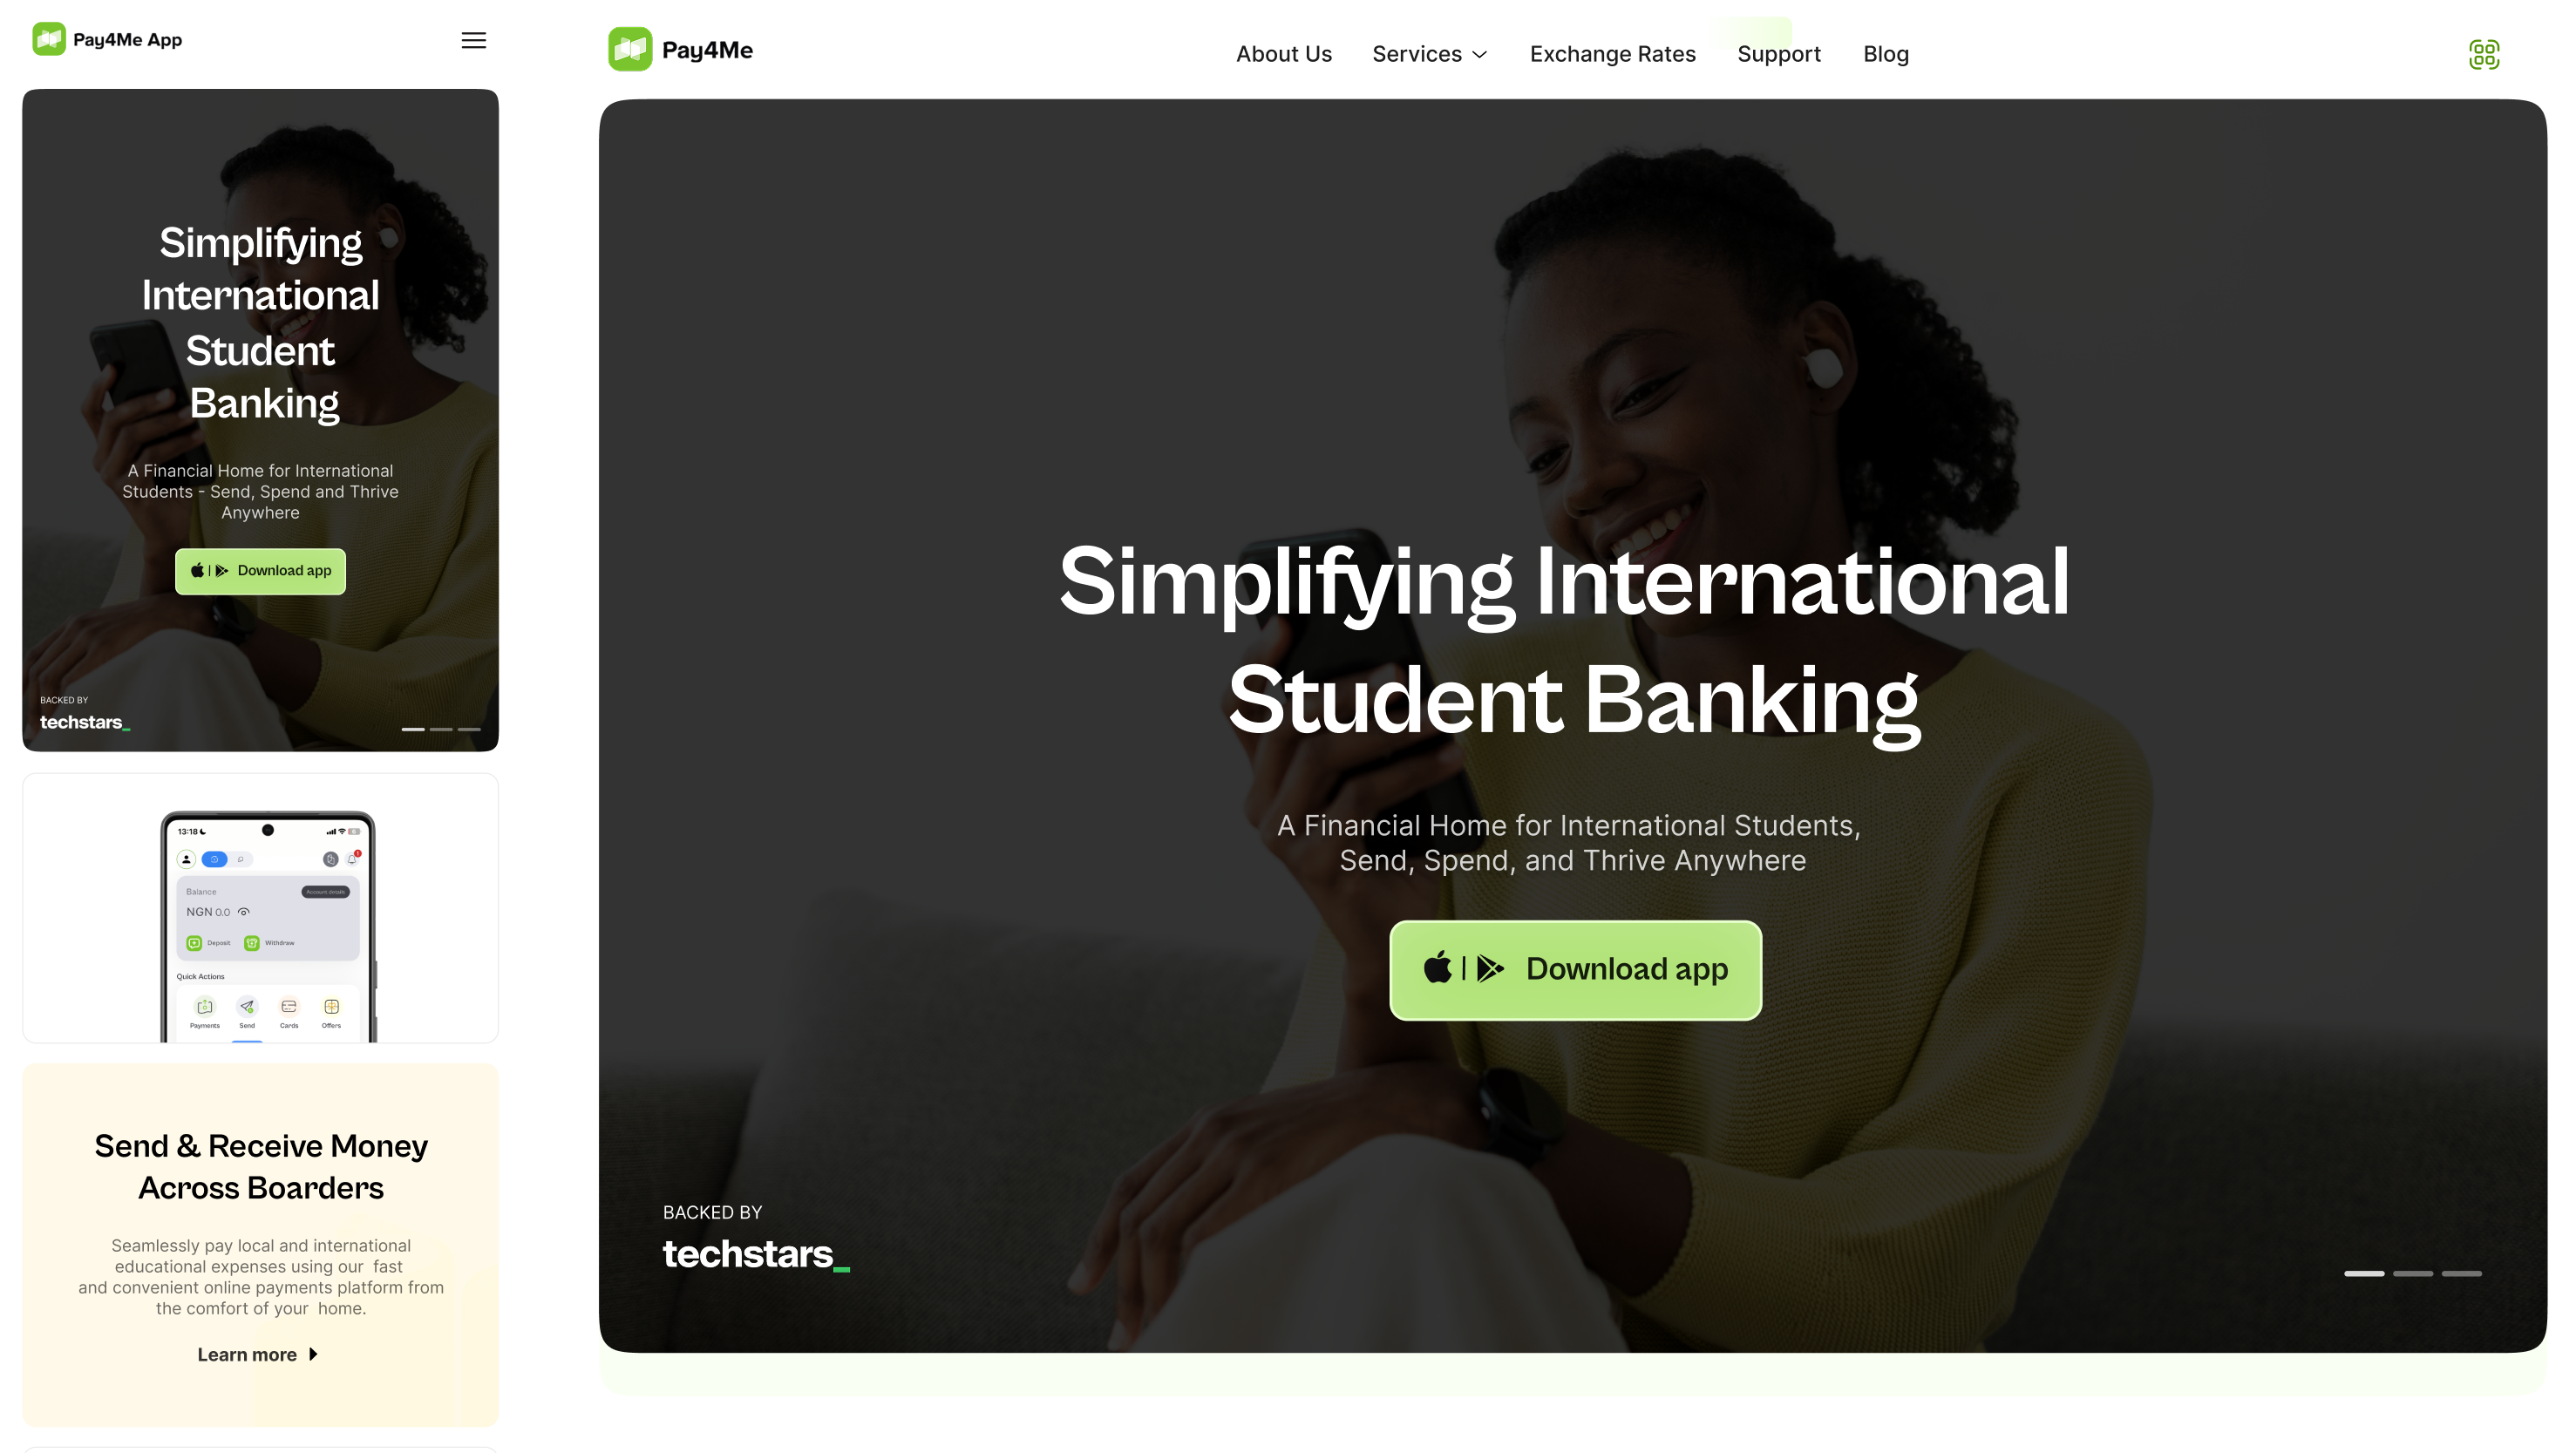 Pay4Me App
Simplifying
International
Student
Banking
A Financial Home for International
Students - Send, Spend and Thrive
Anywhere
Download app
BACKED BY
techstars_
13:18
Balance
Account details
NGN 0.0
Deposit
Withdraw
Quick Actions
Payments
Send
Cards
Offers
Send & Receive Money
Across Boarders
Seamlessly pay local and international
educational expenses using our fast
and convenient online payments platform from
the comfort of your home.
Learn more
Pay4Me
About Us
Services
Exchange Rates
Support
Blog
Simplifying International
Student Banking
A Financial Home for International Students,
Send, Spend, and Thrive Anywhere
Download app
BACKED BY
techstars_